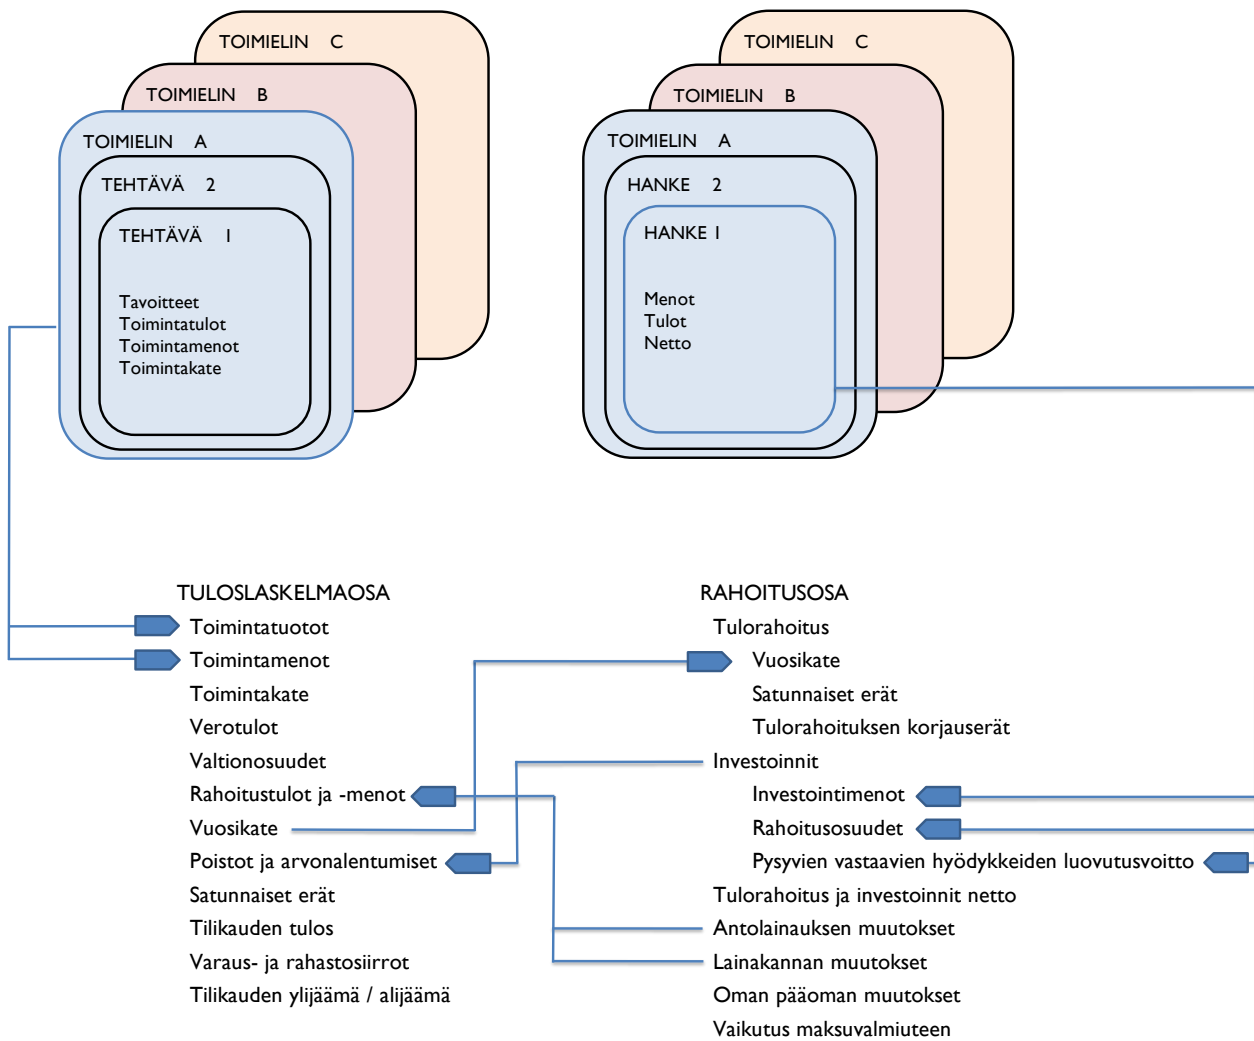 TOIMIELIN C
TOIMIELIN B
TOIMIELIN A
TEHTÄVÄ 2
TEHTÄVÄ 1
Tavoitteet
Toimintatulot
Toimintamenot
Toimintakate
TOIMIELIN C
TOIMIELIN B
TOIMIELIN A
HANKE 2
HANKE 1
Menot
Tulot
Netto
TULOSLASKELMAOSA
Toimintatuotot
Toimintamenot
Toimintakate
Verotulot
Valtionosuudet
Rahoitustulot ja -menot
Vuosikate
Poistot ja arvonalentumiset
Satunnaiset erät
Tilikauden tulos
Varaus- ja rahastosiirrot
Tilikauden ylijäämä / alijäämä
RAHOITUSOSA
Tulorahoitus
Vuosikate
Satunnaiset erät
Tulorahoituksen korjauserät
Investoinnit
Investointimenot
Rahoitusosuudet
Pysyvien vastaavien hyödykkeiden luovutusvoitto
Tulorahoitus ja investoinnit netto
Antolainauksen muutokset
Lainakannan muutokset
Oman pääoman muutokset
Vaikutus maksuvalmiuteen